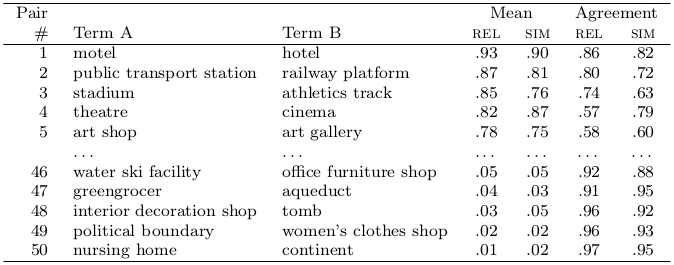 Pair Mean Agreement
# Term A Term B REL SIM REL SIM
1 motel hotel .93 .90 .86 .82
2 public transport station railway platform .87 .81 .80 .72
3 stadium athletics track .85 .76 .74 .63
4 theatre cinema .82 .87 .57 .79
5 art shop art gallery .78 .75 .58 .60
... ... ... ... ... ...
46 water ski facility office furniture shop .05 .05 .92 .88
47 greengrocer aqueduct .04 .03 .91 .95
48 interior decoration shop tomb .03 .05 .96 .92
49 political boundary women's clothes shop .02 .02 .96 .93
50 nursing home continent .01 .02 .97 .95